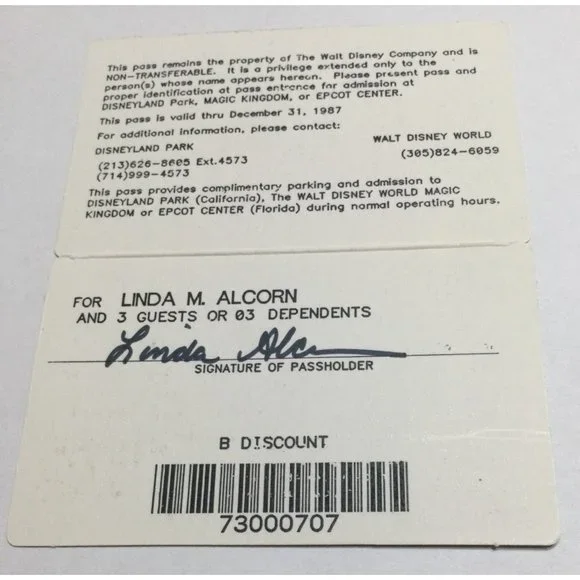 This pass remains the property of The Walt Disney Company and is
NON-TRANSFERABLE. It is a privilege extended only to the
person(s) whose name appears hereon. Please present pass and
proper identification at pass entrance for admission at
DISNEYLAND Park, MAGIC KINGDOM, or EPCOT CENTER.
This pass is valid thru December 31, 1987
For additional information, please contact:
DISNEYLAND PARK WALT DISNEY WORLD
(213)626-8605 Ext.4573 (305)824-6059
(714)999-4573
This pass provides complimentary parking and admission to
DISNEYLAND PARK (California), The WALT DISNEY WORLD MAGIC
KINGDOM or EPCOT CENTER (Florida) during normal operating hours.
FOR LINDA M. ALCORN
AND 3 GUESTS OR 03 DEPENDENTS
Linda
SIGNATURE OF PASSHOLDER
B DISCOUNT
73000707